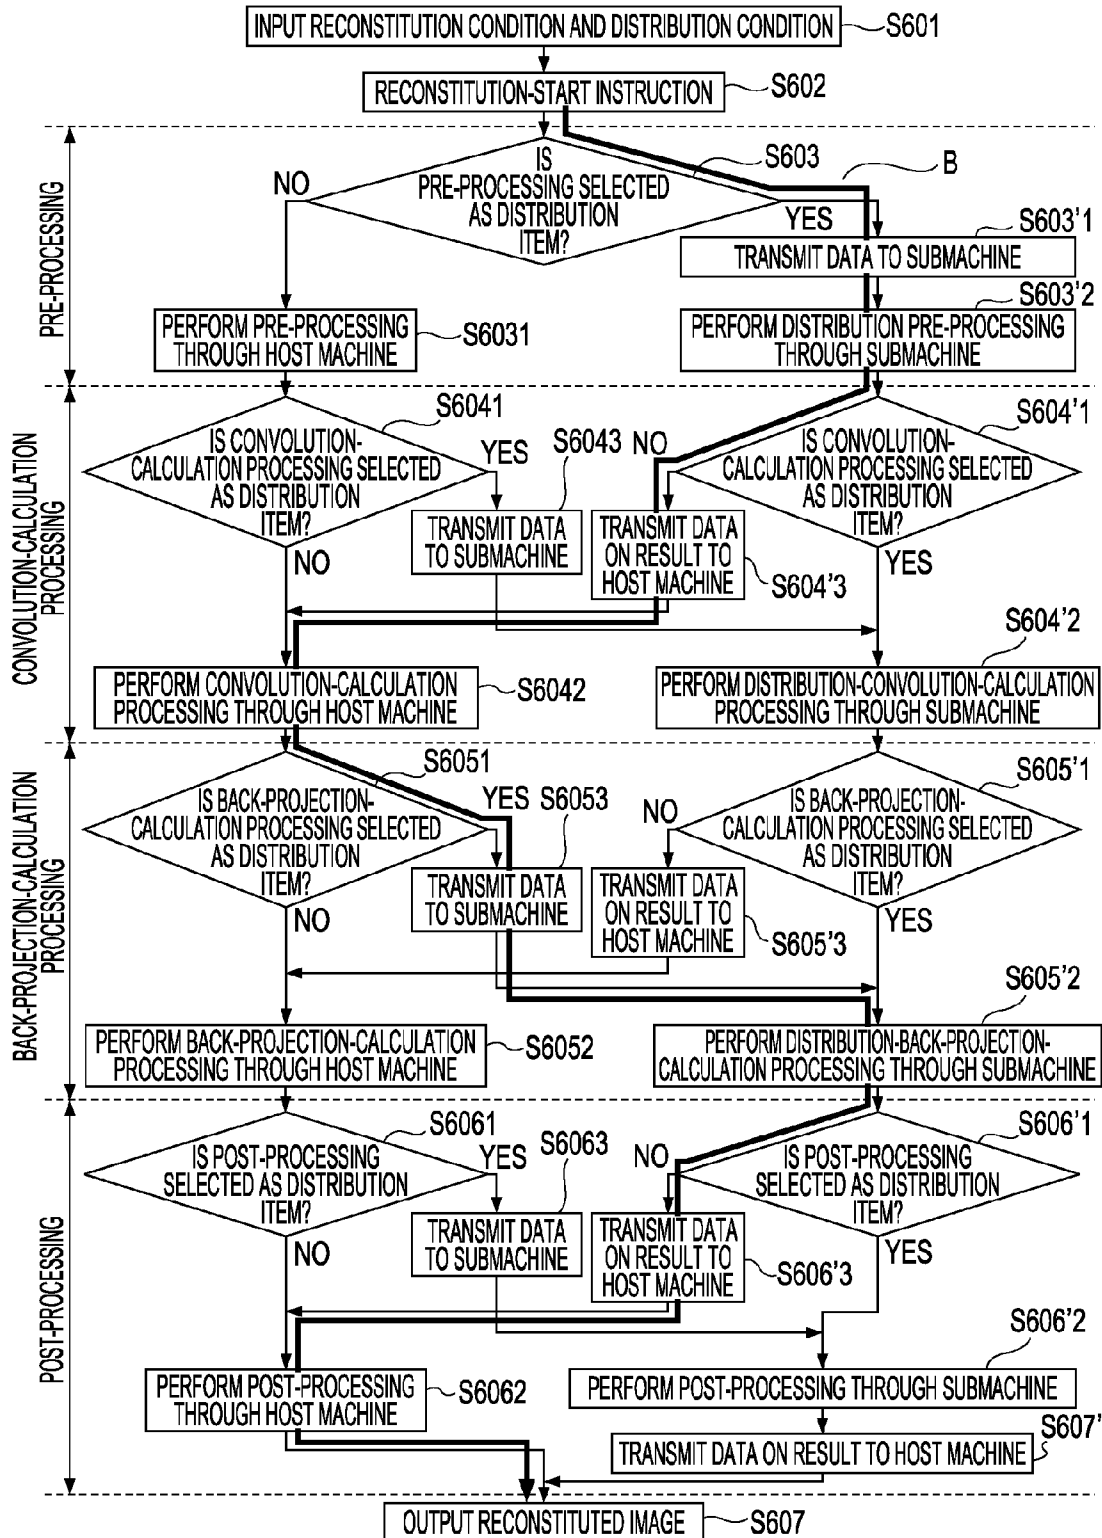 INPUT RECONSTITUTION CONDITION AND DISTRIBUTION CONDITION
S601
RECONSTITUTION-START INSTRUCTION
S602
PRE-PROCESSING
IS
PRE-PROCESSING SELECTED
AS DISTRIBUTION
ITEM?
S603
B
NO
YES
S603'1
TRANSMIT DATA TO SUBMACHINE
S603'2
PERFORM PRE-PROCESSING
THROUGH HOST MACHINE
S6031
PERFORM DISTRIBUTION PRE-PROCESSING
THROUGH SUBMACHINE
CONVOLUTION-CALCULATION
PROCESSING
S6041
IS CONVOLUTION-
CALCULATION PROCESSING SELECTED
AS DISTRIBUTION
ITEM?
YES
S6043
NO
S604'1
IS CONVOLUTION-
CALCULATION PROCESSING SELECTED
AS DISTRIBUTION
ITEM?
TRANSMIT DATA
TO SUBMACHINE
TRANSMIT DATA
ON RESULT TO
HOST MACHINE
S604'3
NO
YES
S604'2
PERFORM CONVOLUTION-CALCULATION
PROCESSING THROUGH HOST MACHINE
S6042
PERFORM DISTRIBUTION-CONVOLUTION-CALCULATION
PROCESSING THROUGH SUBMACHINE
BACK-PROJECTION-CALCULATION
PROCESSING
S6051
IS BACK-PROJECTION-
CALCULATION PROCESSING SELECTED
AS DISTRIBUTION
ITEM?
YES
S6053
NO
S605'1
IS BACK-PROJECTION-
CALCULATION PROCESSING SELECTED
AS DISTRIBUTION
ITEM?
TRANSMIT DATA
TO SUBMACHINE
TRANSMIT DATA
ON RESULT TO
HOST MACHINE
S605'3
NO
YES
S605'2
PERFORM BACK-PROJECTION-CALCULATION
PROCESSING THROUGH HOST MACHINE
S6052
PERFORM DISTRIBUTION-BACK-PROJECTION-
CALCULATION PROCESSING THROUGH SUBMACHINE
POST-PROCESSING
S6061
IS POST-PROCESSING
SELECTED AS DISTRIBUTION
ITEM?
YES
S6063
NO
S606'1
IS POST-PROCESSING
SELECTED AS DISTRIBUTION
ITEM?
TRANSMIT DATA
TO SUBMACHINE
TRANSMIT DATA
ON RESULT TO
HOST MACHINE
S606'3
NO
YES
S606'2
PERFORM POST-PROCESSING
THROUGH HOST MACHINE
S6062
PERFORM POST-PROCESSING THROUGH SUBMACHINE
S607'
TRANSMIT DATA ON RESULT TO HOST MACHINE
OUTPUT RECONSTITUTED IMAGE
S607